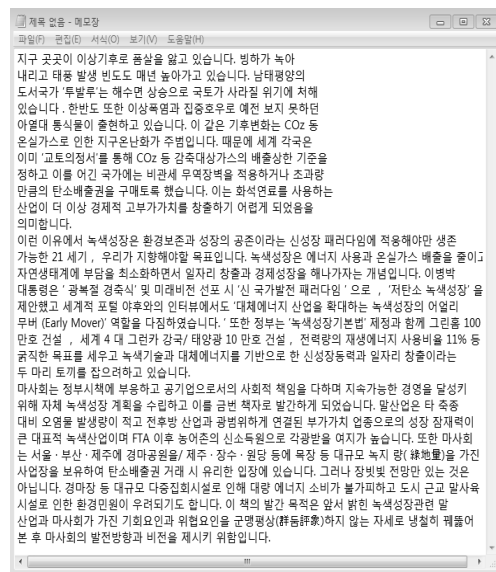 제목 없음 - 메모장
파일(F) 편집(E) 서식(O) 보기(V) 도움말(H)
지구 곳곳이 이상기후로 몸살을 앓고 있습니다. 빙하가 녹아
내리고 태풍 발생 빈도도 매년 높아가고 있습니다. 남태평양의
도서국가 '투발루'는 해수면 상승으로 국토가 사라질 위기에 처해
있습니다 . 한반도 또한 이상폭염과 집중호우로 예전 보지 못하던
아열대 통식물이 출현하고 있습니다. 이 같은 기후변화는 COz 동
온실가스로 인한 지구온난화가 주범입니다. 때문에 세계 각국은
이미 '교토의정서'를 통해 COz 등 감축대상가스의 배출상한 기준을
정하고 이를 어긴 국가에는 비관세 무역장벽을 적용하거나 초과량
만큼의 탄소배출권을 구매토록 했습니다. 이는 화석연료를 사용하는
산업이 더 이상 경제적 고부가가치를 창출하기 어렵게 되었음을
의미합니다.
이런 이유에서 녹색성장은 환경보존과 성장의 공존이라는 신성장 패러다임에 적응해야만 생존
가능한 21 세기 , 우리가 지향해야할 목표입니다. 녹색성장은 에너지 사용과 온실가스 배출을 줄이고
자연생태계에 부담을 최소화하면서 일자리 창출과 경제성장을 해나가자는 개념입니다. 이병박
대통령은 ' 광복절 경축식' 및 미래비전 선포 시 '신 국가발전 패러다임 ' 으로 , '저탄소 녹색성장' 을
제안했고 세계적 포털 야후와의 인터뷰에서도 '대체에너지 산업을 확대하는 녹색성장의 어얼리
무버 (Early Mover)' 역할을 다짐하였습니다. ' 또한 정부는 '녹색성장기본법' 제정과 함께 그린홈 100
만호 건설 , 세계 4 대 그런카 강국/ 태양광 10 만호 건설 , 전력량의 재생에너지 사용비율 11% 등
굵직한 목표를 세우고 녹색기술과 대체에너지를 기반으로 한 신성장동력과 일자리 창출이라는
두 마리 토끼를 잡으려하고 있습니다.
마사회는 정부시책에 부응하고 공기업으로서의 사회적 책임을 다하며 지속가능한 경영을 달성키
위해 자체 녹색성장 계획을 수립하고 이를 금번 책자로 발간하게 되었습니다. 말산업은 타 축종
대비 오염물 발생량이 적고 전후방 산업과 광범위하게 연결된 부가가치 업종으로의 성장 잠재력이
큰 대표적 녹색산업이며 FTA 이후 농어촌의 신소득원으로 각광받을 여지가 높습니다. 또한 마사회
는 서울 · 부산 · 제주에 경마공원을/ 제주 · 장수 · 원당 등에 목장 등 대규모 녹지 량( 綠地量)을 가진
사업장을 보유하여 탄소배출권 거래 시 유리한 입장에 있습니다. 그러나 장빛빛 전망만 있는 것은
아닙니다. 경마장 등 대규모 다중집회시설로 인해 대량 에너지 소비가 불가피하고 도시 근교 말사육
시설로 인한 환경민원이 우려되기도 합니다. 이 책의 발간 목적은 앞서 밝힌 녹색성장관련 말
산업과 마사회가 가진 기회요인과 위협요인을 군맹평상(群盲評象)하지 않는 자세로 냉철히 꿰뚫어
본 후 마사회의 발전방향과 비전을 제시키 위함입니다.